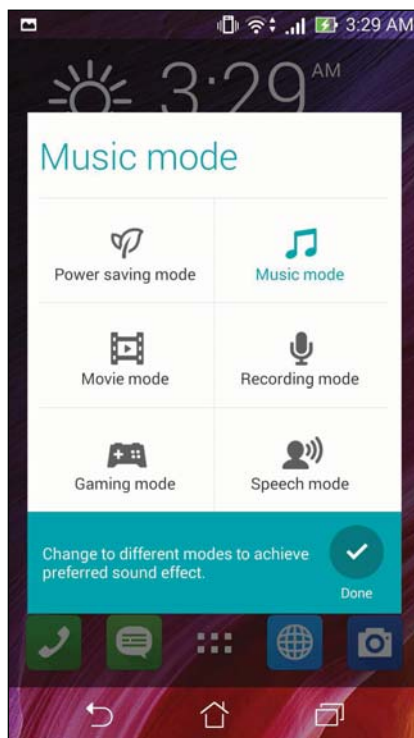 3:29 AM
3:29 AM
Music mode
Power saving mode
Music mode
Movie mode
Recording mode
Gaming mode
Speech mode
Change to different modes to achieve
preferred sound effect.
Done